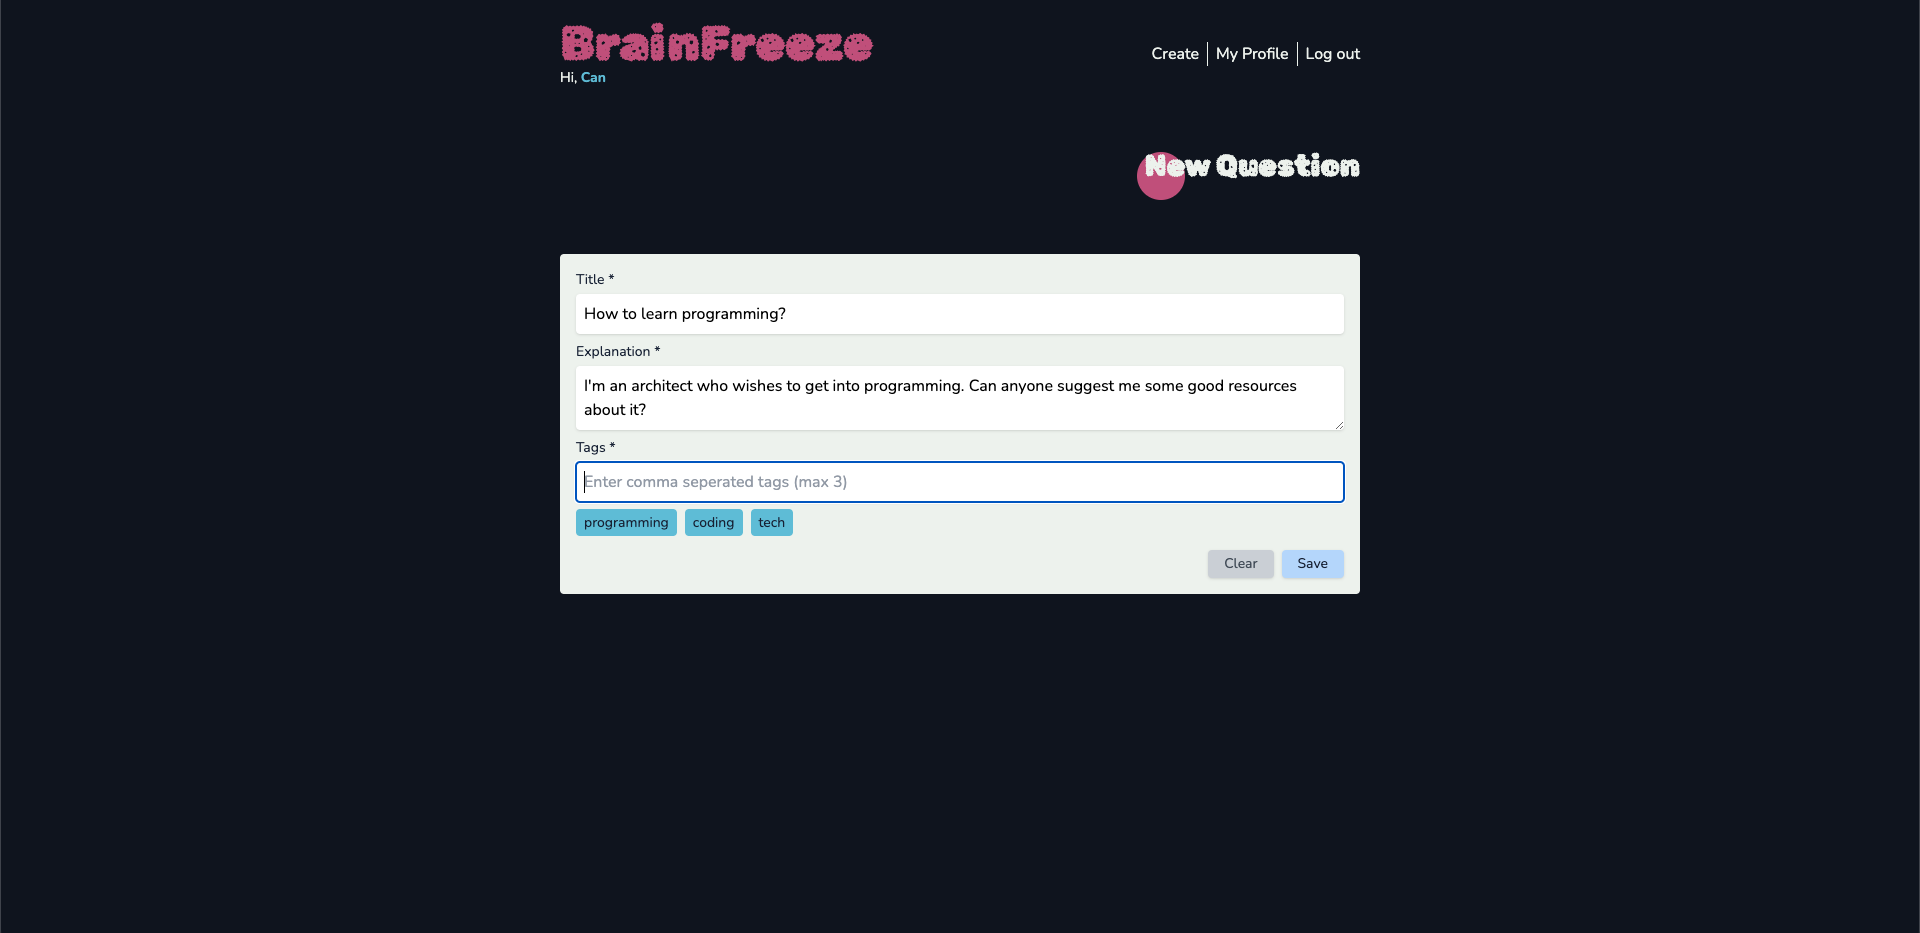 BrainFreeze
Hi, Can
Create
My Profile
Log out
New Question
Title *
How to learn programming?
Explanation *
I'm an architect who wishes to get into programming. Can anyone suggest me some good resources
about it?
Tags *
Enter comma seperated tags (max 3)
programming coding tech
Clear Save